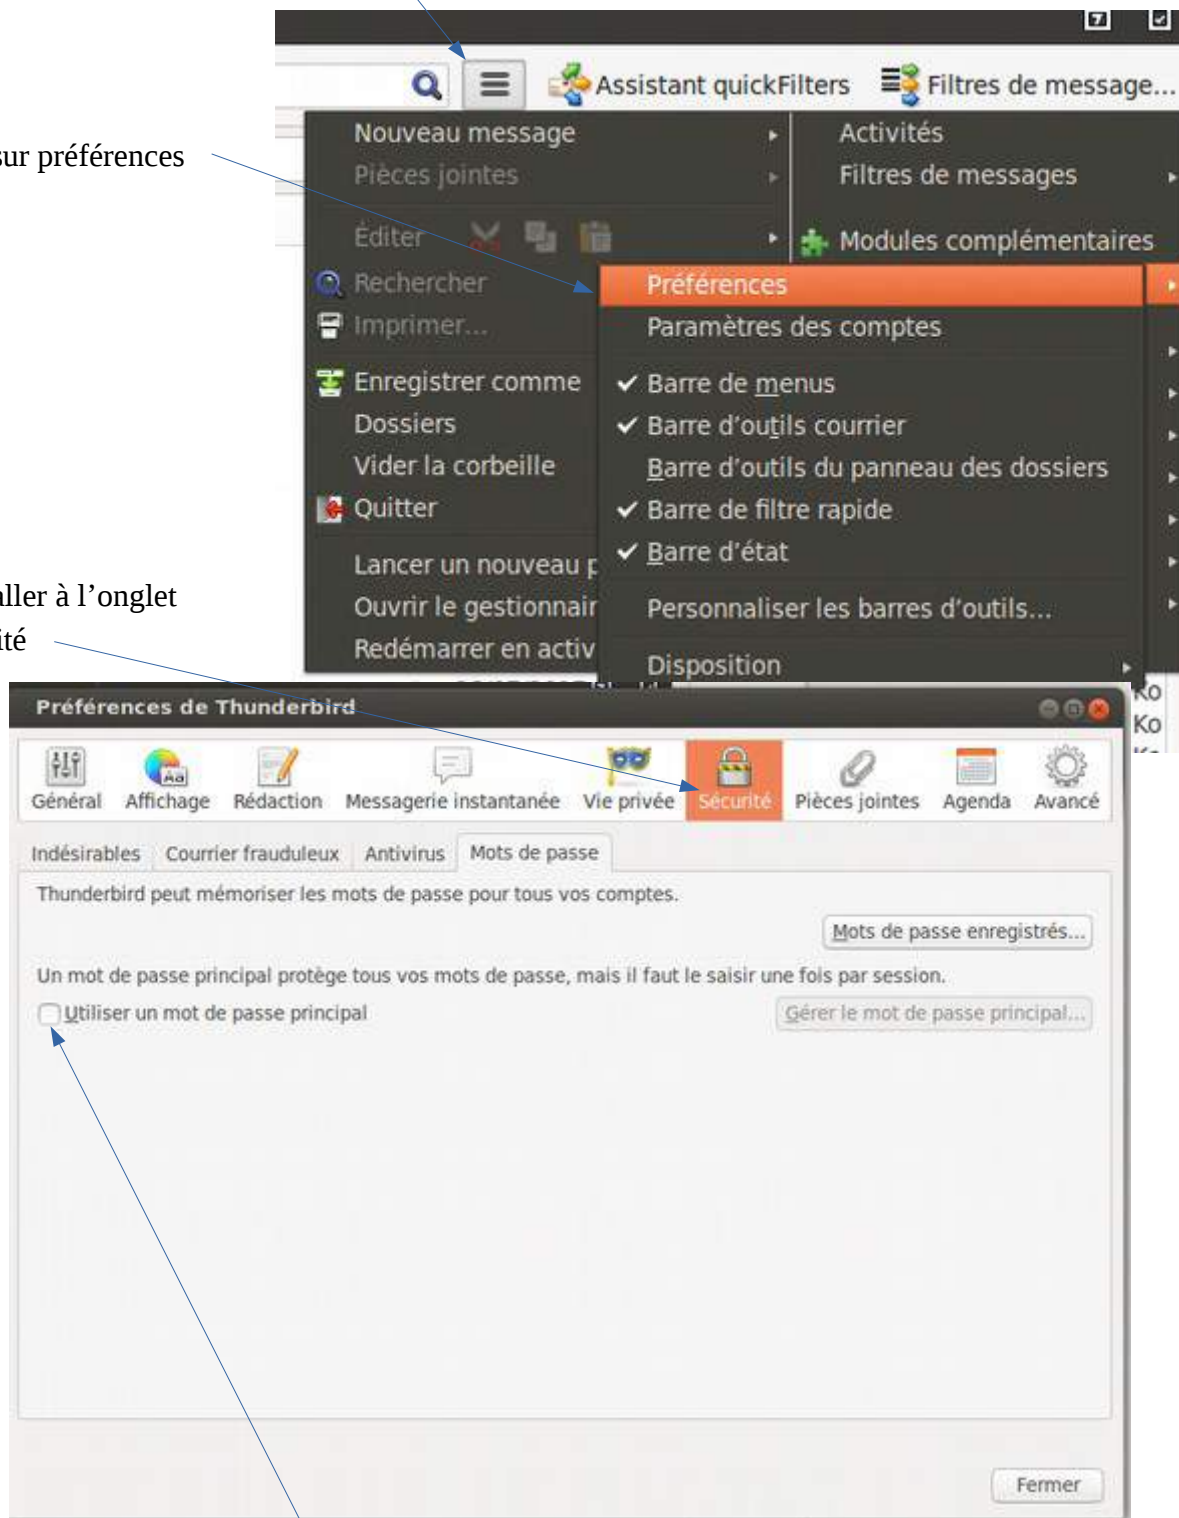 Assistant quickFilters Filtres de message...
Nouveau message Activités
sur préférences
Pièces jointes Filtres de messages
Éditer Modules complémentaires
Rechercher Préférences
Imprimer... Paramètres des comptes
Enregistrer comme Barre de menus
Dossiers Barre d’outils courrier
Vider la corbeille Barre d’outils du panneau des dossiers
Quitter Barre de filtre rapide
Lancer un nouveau Barre d’état
aller à l’onglet
Ouvrir le gestionnair Personnaliser les barres d’outils...
ité
Redémarrer en activ Disposition
Ko
Ko
Préférences de Thunderbird
Général Affichage Rédaction Messagerie instantanée Vie privée Sécurité Pièces jointes Agenda Avancé
Indésirables Courrier frauduleux Antivirus Mots de passe
Thunderbird peut mémoriser les mots de passe pour tous vos comptes.
Mots de passe enregistrés...
Un mot de passe principal protège tous vos mots de passe, mais il faut le saisir une fois par session.
Utiliser un mot de passe principal Gérer le mot de passe principal...
Fermer